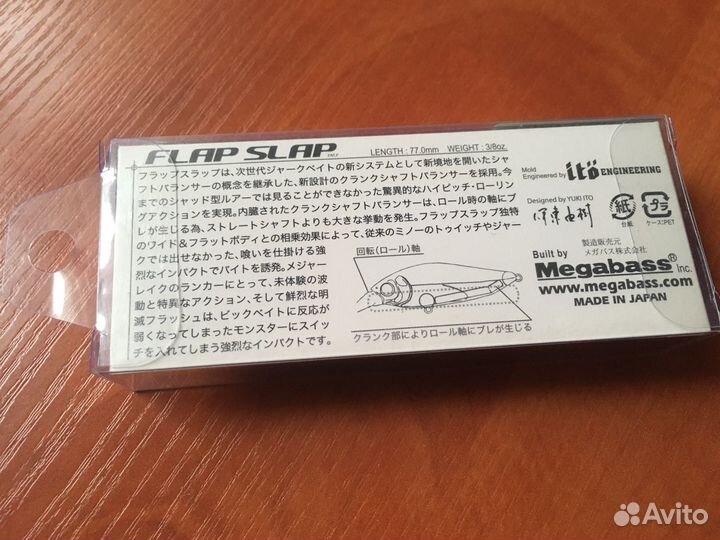 FLAP SLAP
LENGTH : 77.0mm WEIGHT : 3/8oz.
フラップスラップは、次世代ジャークベイトの新システムとして新境地を開いたシャ
フトバランサーの概念を継承した、新設計のクランクシャフトバランサーを採用。今
までのシャッド型ルアーでは見ることができなかった驚異的なハイピッチ・ローリン
グアクションを実現。内臓されたクランクシャフトバランサーは、ロール時の軸にブ
レが生じる為、ストレートシャフトよりも大きな挙動を発生。フラップスラップ独特
のワイド＆フラットボディとの相乗効果によって、従来のミノーのトゥイッチやジャー
クでは出せなかった、喰いを仕掛ける強
烈なインパクトでバイトを誘発。メジャー
レイクのランカーにとって、未体験の波
動と特異なアクション、そして鮮烈な明
滅フラッシュは、ビックベイトに反応が
弱くなってしまったモンスターにスイッ
チを入れてしまう強烈なインパクトです。
回転（ロール）軸
クランク部によりロール軸にブレが生じる
Mold
Engineered by itö ENGINEERING
Designed by YUKI ITO
紙
台紙
プラ
ケース:PET
製造販売元
メガバス株式会社
Built by
Megabass® Inc.
www.megabass.com
MADE IN JAPAN
Avito